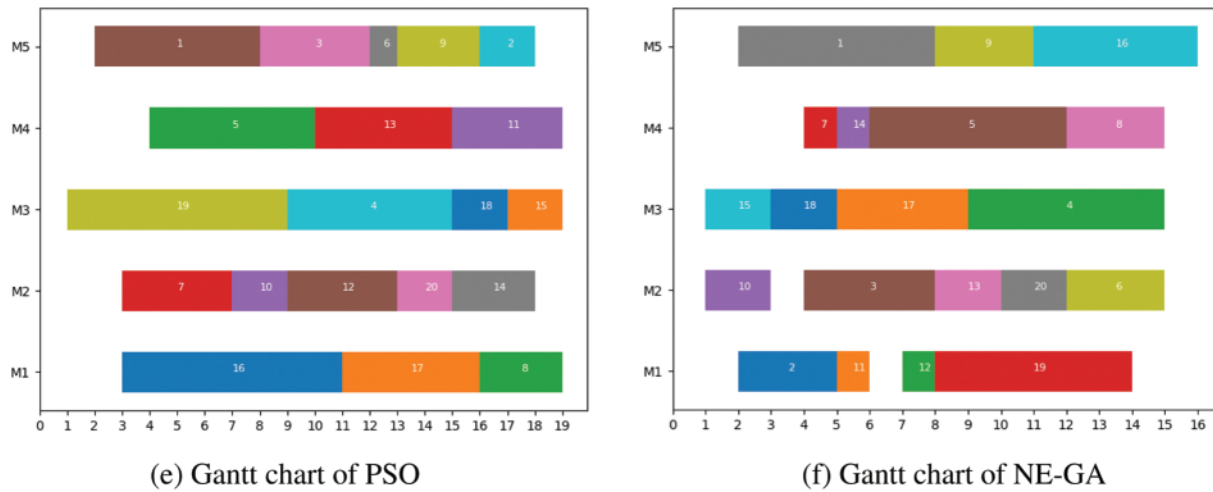 M5 1 3 6 9 2
M4 5 13 11
M3 19 4 18 15
M2 7 10 12 20 14
M1 16 17 8
0 1 2 3 4 5 6 7 8 9 10 11 12 13 14 15 16 17 18 19
(e) Gantt chart of PSO
M5 1 9 16
M4 7 14 5 8
M3 15 18 17 4
M2 10 3 13 20 6
M1 2 11 12 19
0 1 2 3 4 5 6 7 8 9 10 11 12 13 14 15 16
(f) Gantt chart of NE-GA